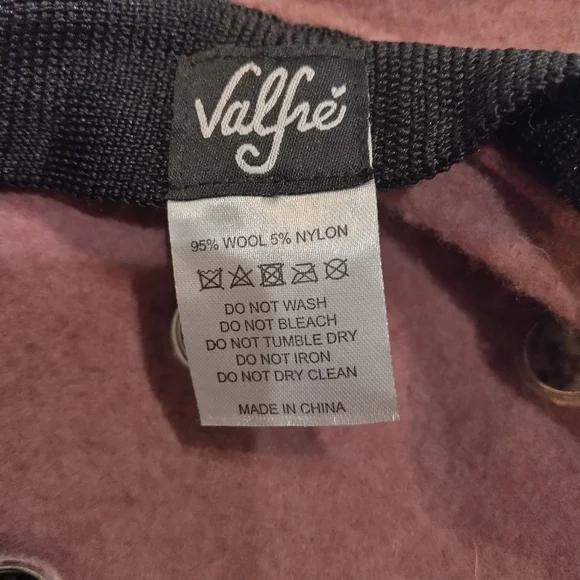 Valfré
95% WOOL 5% NYLON
DO NOT WASH
DO NOT BLEACH
DO NOT TUMBLE DRY
DO NOT IRON
DO NOT DRY CLEAN
MADE IN CHINA